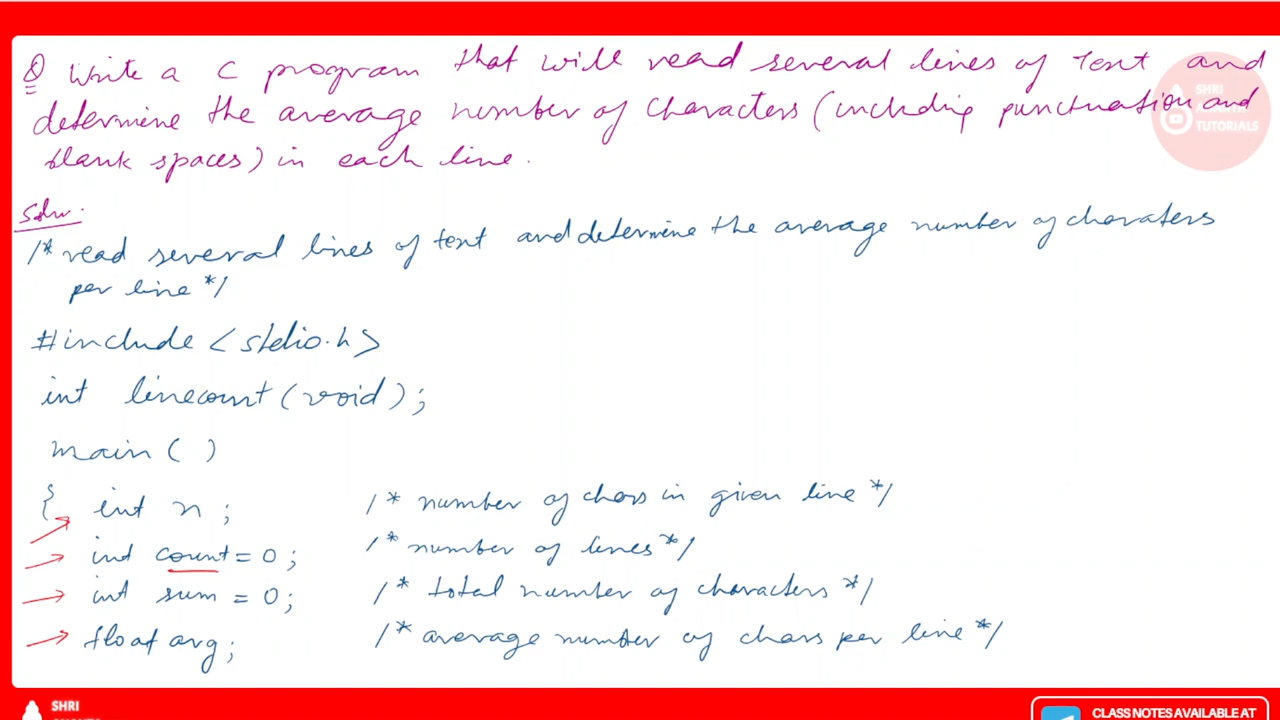 Q Write a C program that will read several lines of text and
determine the average number of characters (including punctuation and
blank spaces) in each line.
Soln.
/* read several lines of text and determine the average number of charaters
per line */
#include <stdio.h>
int linecount (void);
main ( )
{ int n; /* number of chars in given line */
int count = 0; /* number of lines */
int sum = 0; /* total number of characters */
float avg; /* average number of chars per line */
SHRI
TUTORIALS
SHRI
CLASS NOTES AVAILABLE AT